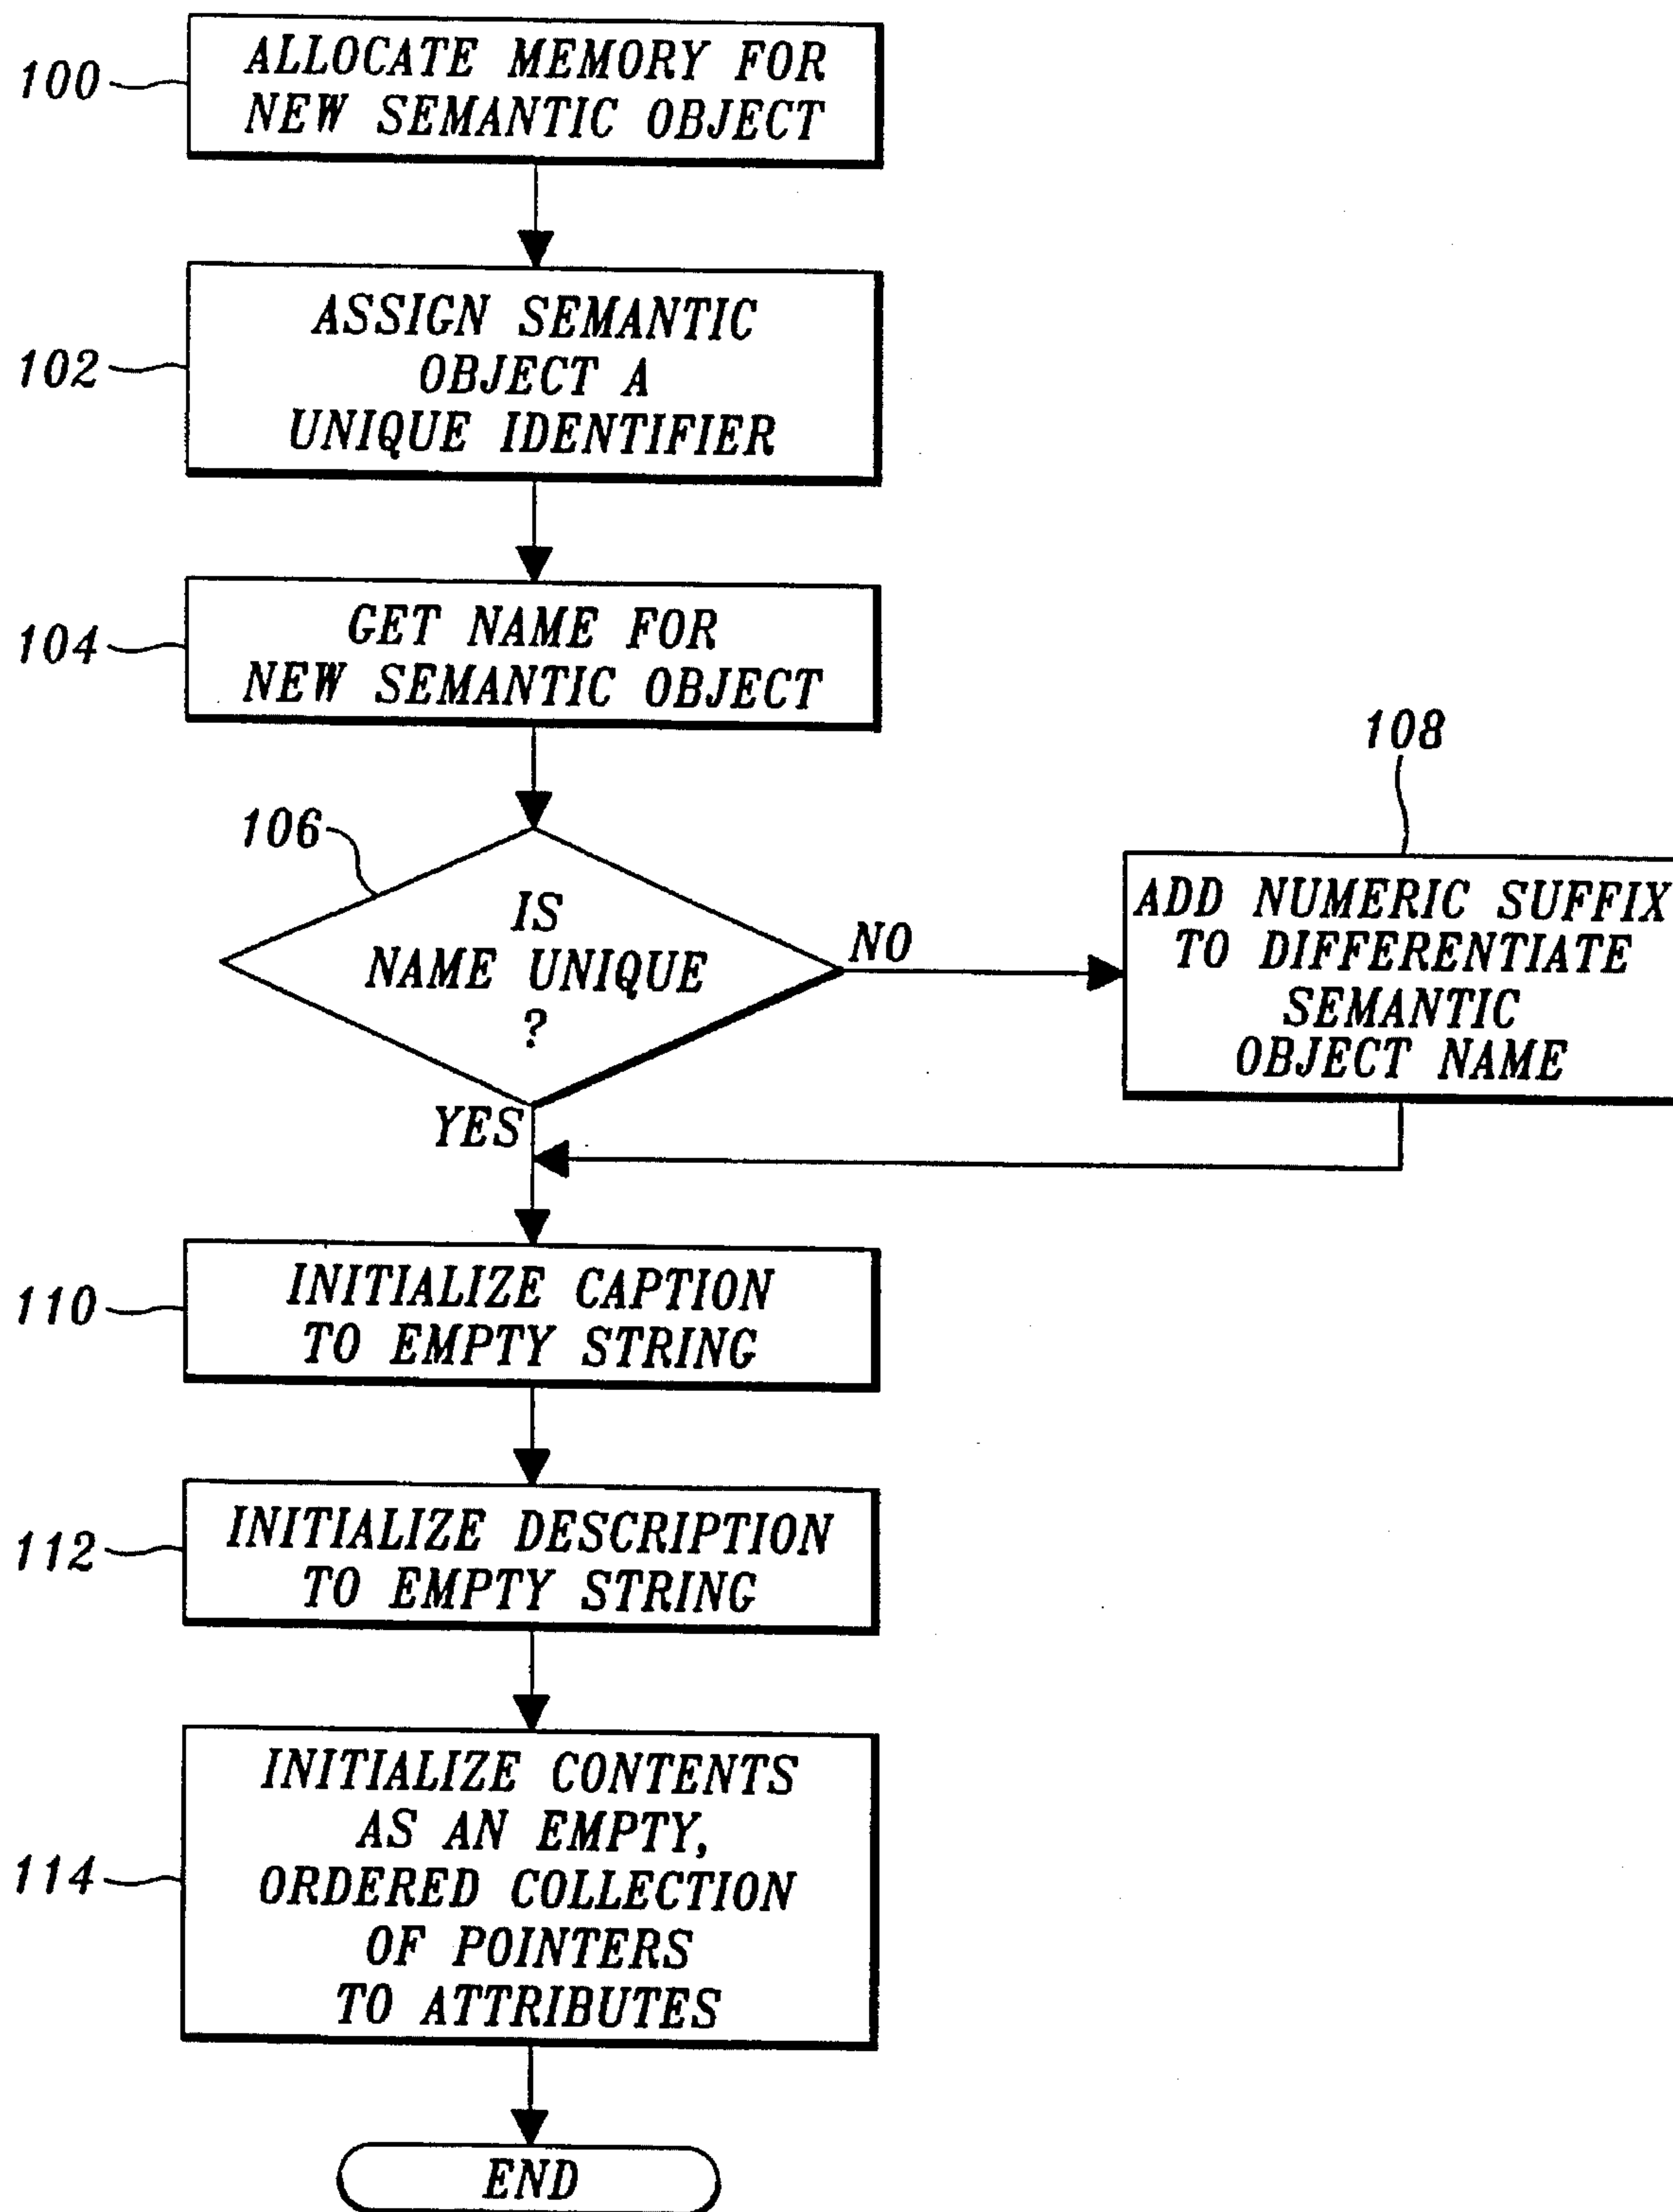 100
ALLOCATE MEMORY FOR
NEW SEMANTIC OBJECT
102
ASSIGN SEMANTIC
OBJECT A
UNIQUE IDENTIFIER
104
GET NAME FOR
NEW SEMANTIC OBJECT
106
IS
NAME UNIQUE
?
NO
108
ADD NUMERIC SUFFIX
TO DIFFERENTIATE
SEMANTIC
OBJECT NAME
YES
110
INITIALIZE CAPTION
TO EMPTY STRING
112
INITIALIZE DESCRIPTION
TO EMPTY STRING
114
INITIALIZE CONTENTS
AS AN EMPTY,
ORDERED COLLECTION
OF POINTERS
TO ATTRIBUTES
END